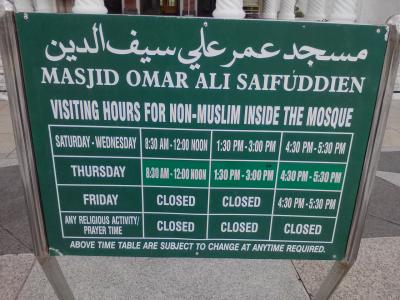 مسجد عمر علي سيف الدين
MASJID OMAR ALI SAIFUDDIEN
VISITING HOURS FOR NON-MUSLIM INSIDE THE MOSQUE
SATURDAY-WEDNESDAY 8:30 AM - 12:00 NOON 1:30 PM - 3:00 PM 4:30 PM - 5:30 PM
THURSDAY 8:30 AM - 12:00 NOON 1:30 PM - 3:00 PM 4:30 PM - 5:30 PM
FRIDAY CLOSED CLOSED 4:30 PM - 5:30 PM
ANY RELIGIOUS ACTIVITY/
PRAYER TIME CLOSED CLOSED CLOSED
ABOVE TIME TABLE ARE SUBJECT TO CHANGE AT ANYTIME REQUIRED.